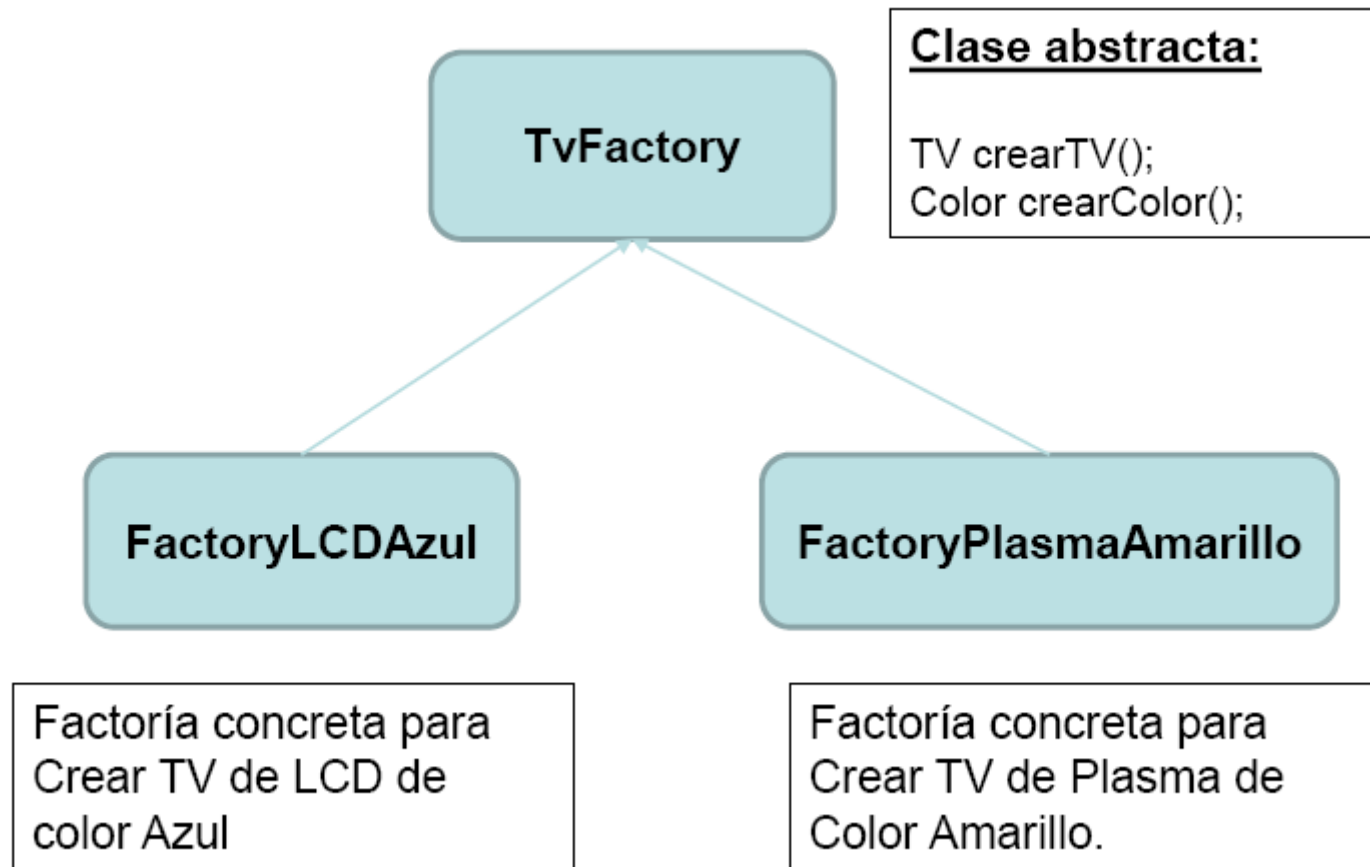 Clase abstracta:
TvFactory
TV crearTV();
Color crearColor();
FactoryLCDAzul
FactoryPlasmaAmarillo
Factoría concreta para
Crear TV de LCD de
color Azul
Factoría concreta para
Crear TV de Plasma de
Color Amarillo.